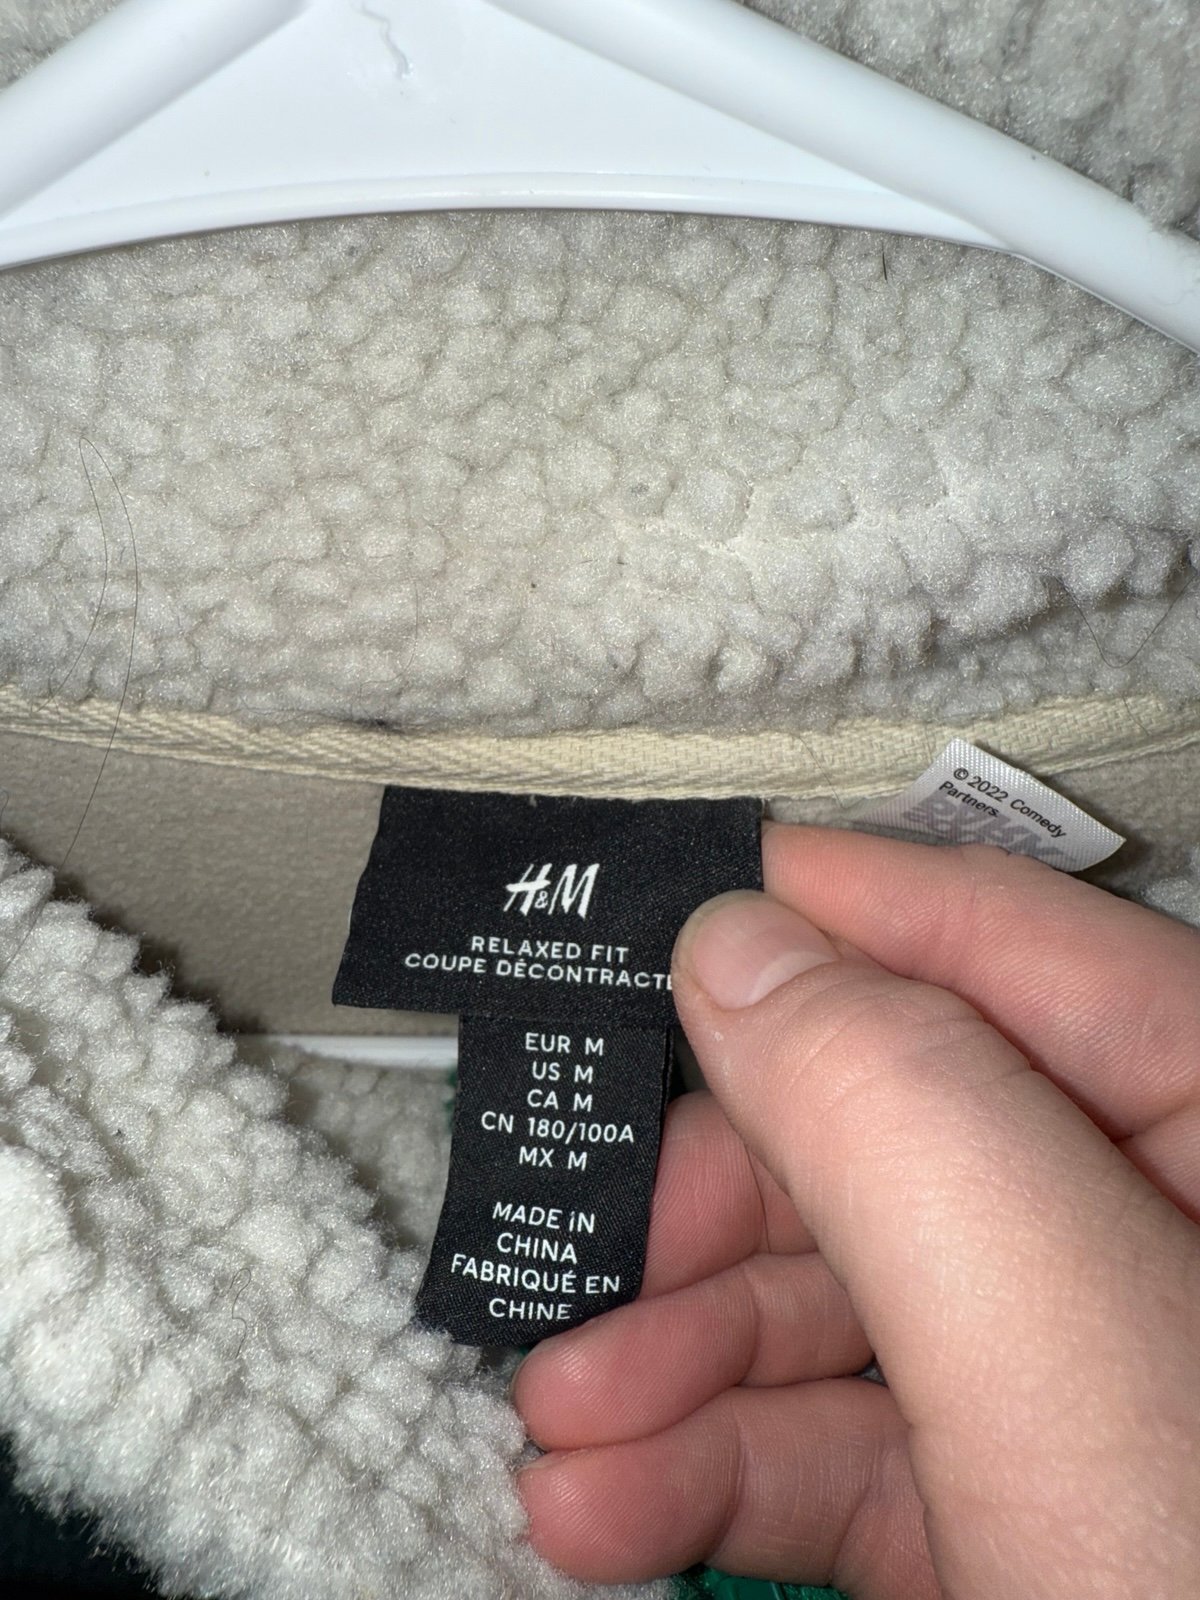 © 2022 Comedy
Partners.
H&M
RELAXED FIT
COUPE DÉCONTRACT
EUR M
US M
CA M
CN 180/100A
MX M
MADE IN
CHINA
FABRIQUÉ EN
CHINE